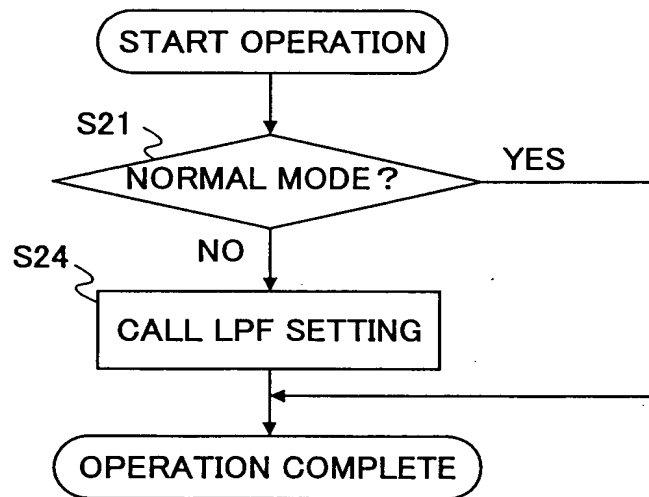 START OPERATION
S21
NORMAL MODE?
YES
NO
S24
CALL LPF SETTING
OPERATION COMPLETE